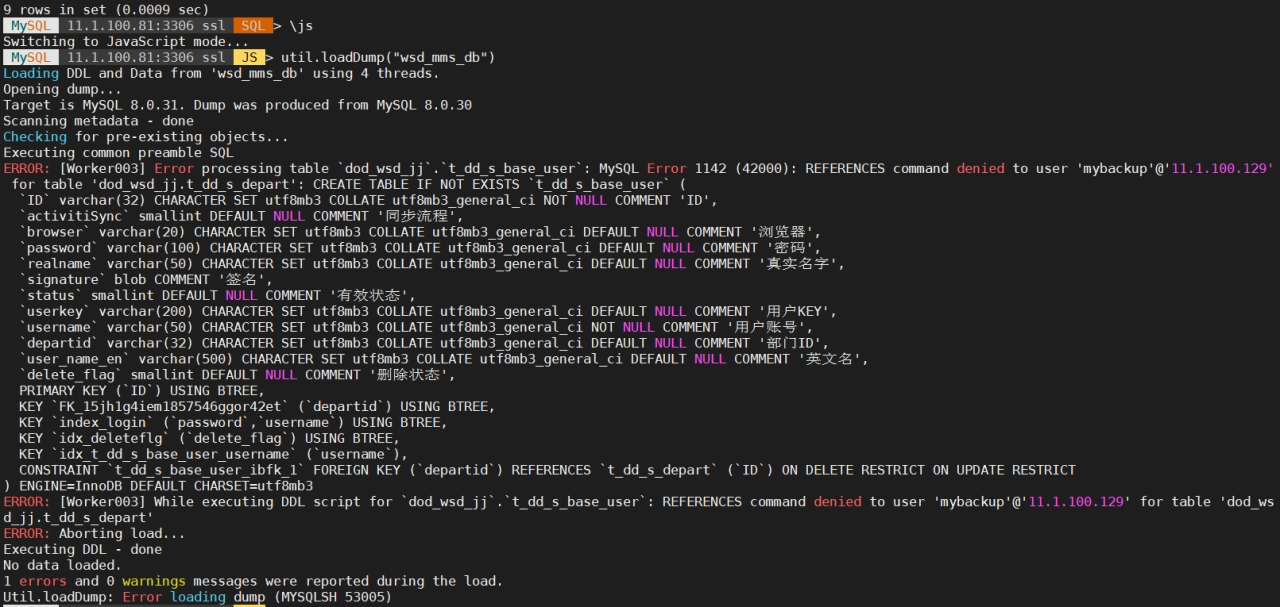 9 rows in set (0.0009 sec)
MySQL 11.1.100.81:3306 ssl SQL > \js
Switching to JavaScript mode...
MySQL 11.1.100.81:3306 ssl JS > util.loadDump("wsd_mms_db")
Loading DDL and Data from 'wsd_mms_db' using 4 threads.
Opening dump...
Target is MySQL 8.0.31. Dump was produced from MySQL 8.0.30
Scanning metadata - done
Checking for pre-existing objects...
Executing common preamble SQL
ERROR: [Worker003] Error processing table `dod_wsd_jj`.`t_dd_s_base_user`: MySQL Error 1142 (42000): REFERENCES command denied to user 'mybackup'@'11.1.100.129'
for table 'dod_wsd_jj.t_dd_s_depart': CREATE TABLE IF NOT EXISTS `t_dd_s_base_user` (
`ID` varchar(32) CHARACTER SET utf8mb3 COLLATE utf8mb3_general_ci NOT NULL COMMENT 'ID',
`activitiSync` smallint DEFAULT NULL COMMENT '同步流程',
`browser` varchar(20) CHARACTER SET utf8mb3 COLLATE utf8mb3_general_ci DEFAULT NULL COMMENT '浏览器',
`password` varchar(100) CHARACTER SET utf8mb3 COLLATE utf8mb3_general_ci DEFAULT NULL COMMENT '密码',
`realname` varchar(50) CHARACTER SET utf8mb3 COLLATE utf8mb3_general_ci DEFAULT NULL COMMENT '真实名字',
`signature` blob COMMENT '签名',
`status` smallint DEFAULT NULL COMMENT '有效状态',
`userkey` varchar(200) CHARACTER SET utf8mb3 COLLATE utf8mb3_general_ci DEFAULT NULL COMMENT '用户KEY',
`username` varchar(50) CHARACTER SET utf8mb3 COLLATE utf8mb3_general_ci NOT NULL COMMENT '用户账号',
`departid` varchar(32) CHARACTER SET utf8mb3 COLLATE utf8mb3_general_ci DEFAULT NULL COMMENT '部门ID',
`user_name_en` varchar(500) CHARACTER SET utf8mb3 COLLATE utf8mb3_general_ci DEFAULT NULL COMMENT '英文名',
`delete_flag` smallint DEFAULT NULL COMMENT '删除状态',
PRIMARY KEY (`ID`) USING BTREE,
KEY `FK_15jh1g4iem1857546ggor42et` (`departid`) USING BTREE,
KEY `index_login` (`password`,`username`) USING BTREE,
KEY `idx_deleteflg` (`delete_flag`) USING BTREE,
KEY `idx_t_dd_s_base_user_username` (`username`),
CONSTRAINT `t_dd_s_base_user_ibfk_1` FOREIGN KEY (`departid`) REFERENCES `t_dd_s_depart` (`ID`) ON DELETE RESTRICT ON UPDATE RESTRICT
) ENGINE=InnoDB DEFAULT CHARSET=utf8mb3
ERROR: [Worker003] While executing DDL script for `dod_wsd_jj`.`t_dd_s_base_user`: REFERENCES command denied to user 'mybackup'@'11.1.100.129' for table 'dod_ws
d_jj.t_dd_s_depart'
ERROR: Aborting load...
Executing DDL - done
No data loaded.
1 errors and 0 warnings messages were reported during the load.
Util.loadDump: Error loading dump (MYSQLSH 53005)